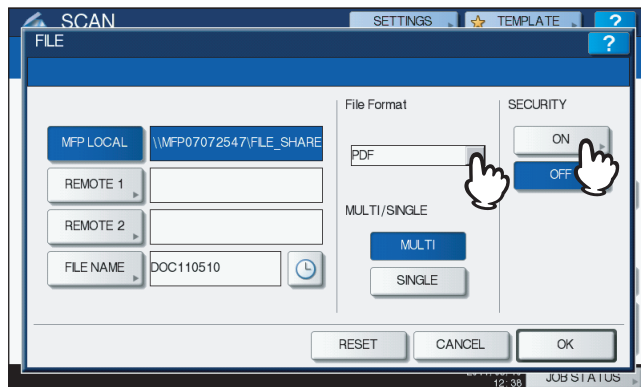 SCAN
SETTINGS
TEMPLATE
?
FILE
?
File Format
SECURITY
MFP LOCAL
\\MFP07072547\FILE_SHARE
ON
PDF
REMOTE 1
OFF
REMOTE 2
MULTI/SINGLE
MULTI
FILE NAME
DOC110510
SINGLE
RESET
CANCEL
OK
12:36
JOB STATUS